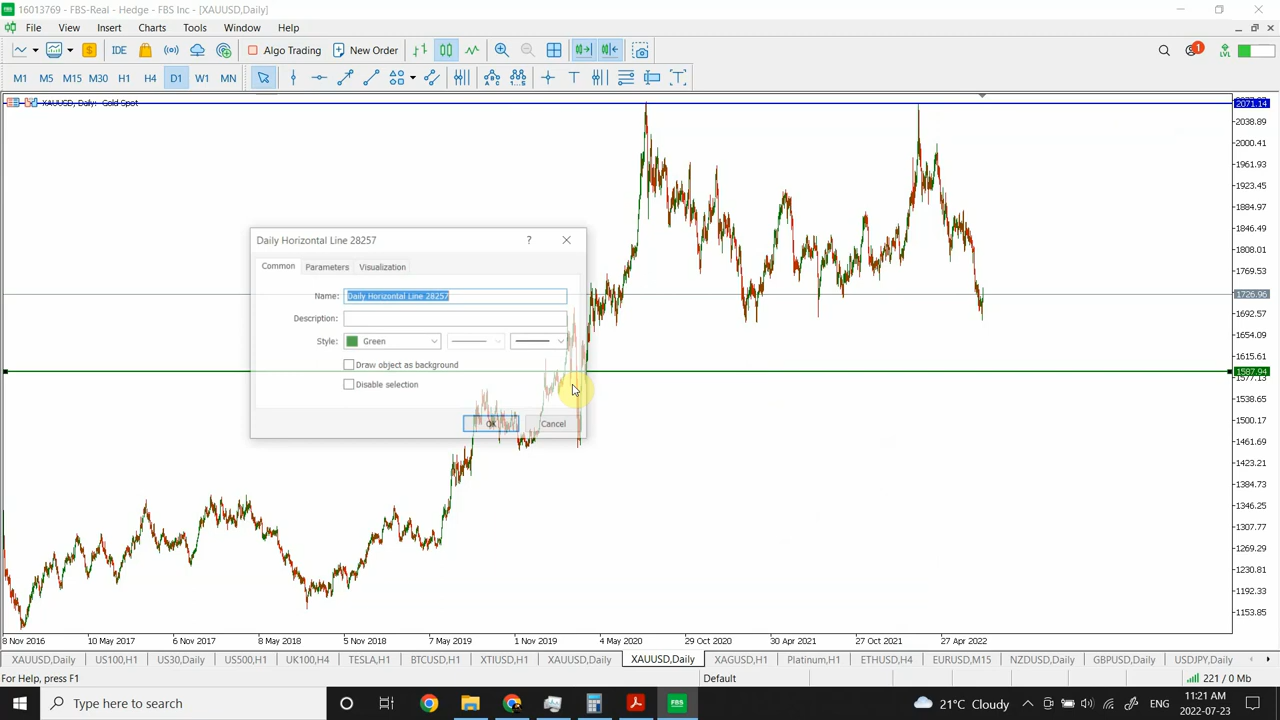 16013769 - FBS-Real - Hedge - FBS Inc - [XAUUSD,Daily]
File View Insert Charts Tools Window Help
IDE Algo Trading New Order 1 LVL
M1 M5 M15 M30 H1 H4 D1 W1 MN
XAUUSD, Daily: Gold Spot
2071.14
2038.89
2000.41
1961.93
1923.45
1884.97
1846.49
1808.01
1769.53
1726.96
1692.57
1654.09
1615.61
1587.94
1577.13
1538.65
1500.17
1461.69
1423.21
1384.73
1346.25
1307.77
1269.29
1230.81
1192.33
1153.85
Daily Horizontal Line 28257 ?
Common Parameters Visualization
Name: Daily Horizontal Line 28257
Description:
Style: Green
Draw object as background
Disable selection
OK Cancel
8 Nov 2016 10 May 2017 6 Nov 2017 8 May 2018 5 Nov 2018 7 May 2019 1 Nov 2019 4 May 2020 29 Oct 2020 30 Apr 2021 27 Oct 2021 27 Apr 2022
XAUUSD,Daily US100,H1 US30,Daily US500,H1 UK100,H4 TESLA,H1 BTCUSD,H1 XTIUSD,H1 XAUUSD,Daily XAUUSD,Daily XAGUSD,H1 Platinum,H1 ETHUSD,H4 EURUSD,M15 NZDUSD,Daily GBPUSD,Daily USDJPY,Daily
For Help, press F1 Default 221 / 0 Mb
Type here to search 21°C Cloudy ENG 11:21 AM
2022-07-23